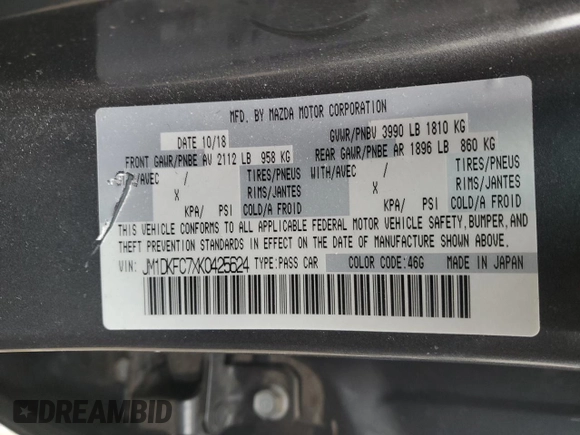 MFD. BY MAZDA MOTOR CORPORATION
DATE 10/18 GVWR/PNBV 3990 LB 1810 KG
FRONT GAWR/PNBE AV 2112 LB 958 KG REAR GAWR/PNBE AR 1896 LB 860 KG
WITH/AVEC / TIRES/PNEUS WITH/AVEC / TIRES/PNEUS
X RIMS/JANTES X RIMS/JANTES
KPA/ PSI COLD/A FROID KPA/ PSI COLD/A FROID
THIS VEHICLE CONFORMS TO ALL APPLICABLE FEDERAL MOTOR VEHICLE SAFETY, BUMPER, AND
THEFT PREVENTION STANDARDS IN EFFECT ON THE DATE OF MANUFACTURE SHOWN ABOVE.
VIN: JM1DKFC7XK0425624 TYPE: PASS CAR COLOR CODE: 46G MADE IN JAPAN
DREAMBID